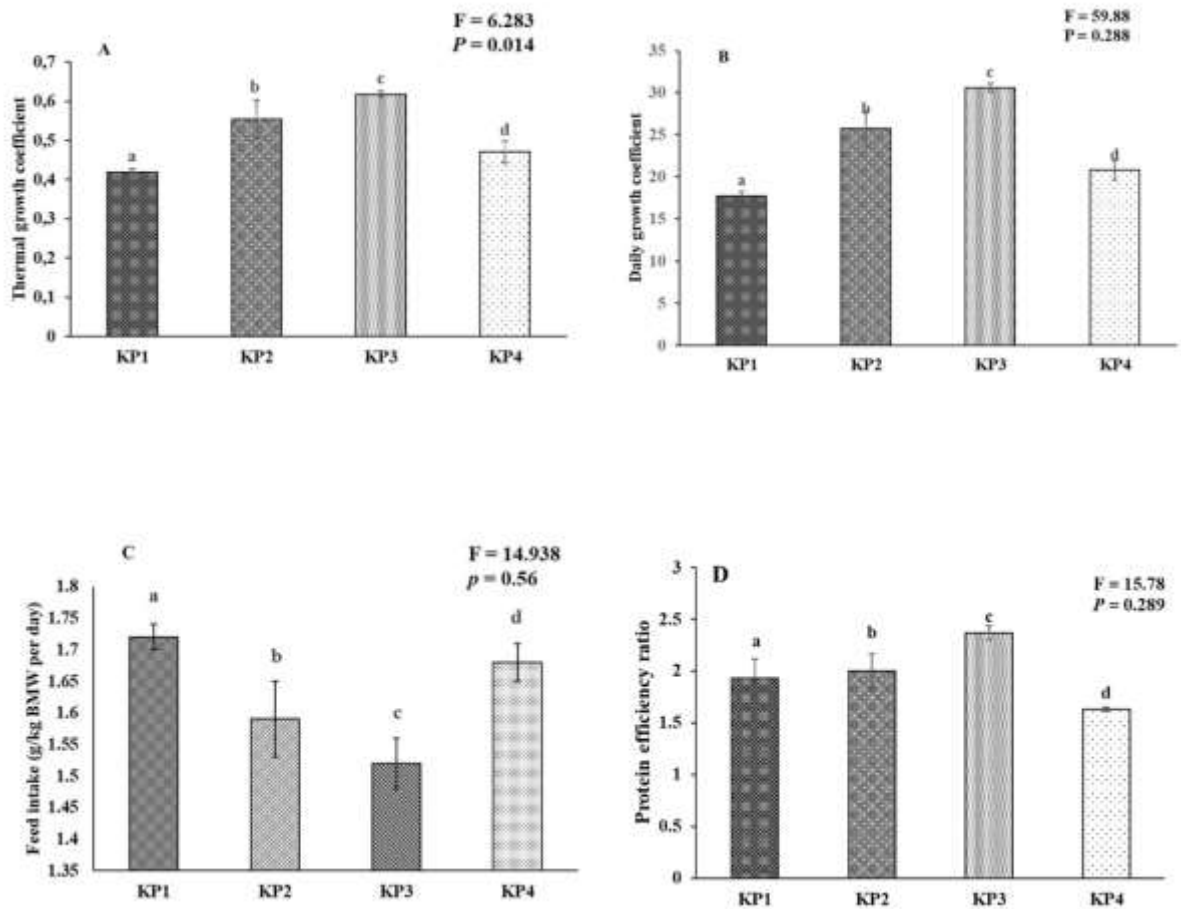 A
F = 6.283
P = 0.014
Thermal growth coefficient
0,7
0,6
0,5
0,4
0,3
0,2
0,1
0
a
b
c
d
KP1 KP2 KP3 KP4
B
F = 59.88
P = 0.288
Daily growth coefficient
35
30
25
20
15
10
5
0
a
b
c
d
KP1 KP2 KP3 KP4
C
F = 14.938
p = 0.56
Feed intake (g/kg BMW per day)
1.8
1.75
1.7
1.65
1.6
1.55
1.5
1.45
1.4
1.35
a
b
c
d
KP1 KP2 KP3 KP4
D
F = 15.78
P = 0.289
Protein efficiency ratio
3
2.5
2
1.5
1
0.5
0
a
b
c
d
KP1 KP2 KP3 KP4